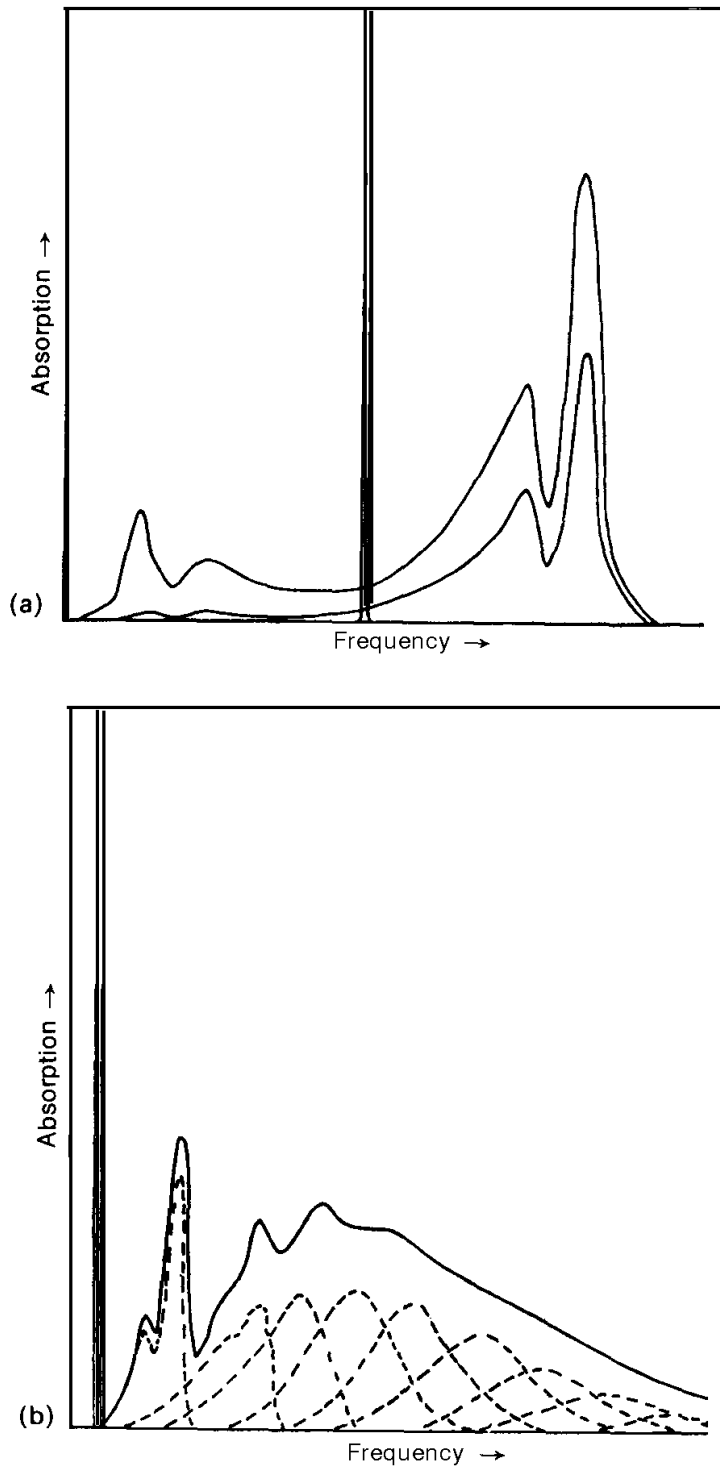 Absorption →
(a)
Frequency →
Absorption →
(b)
Frequency →